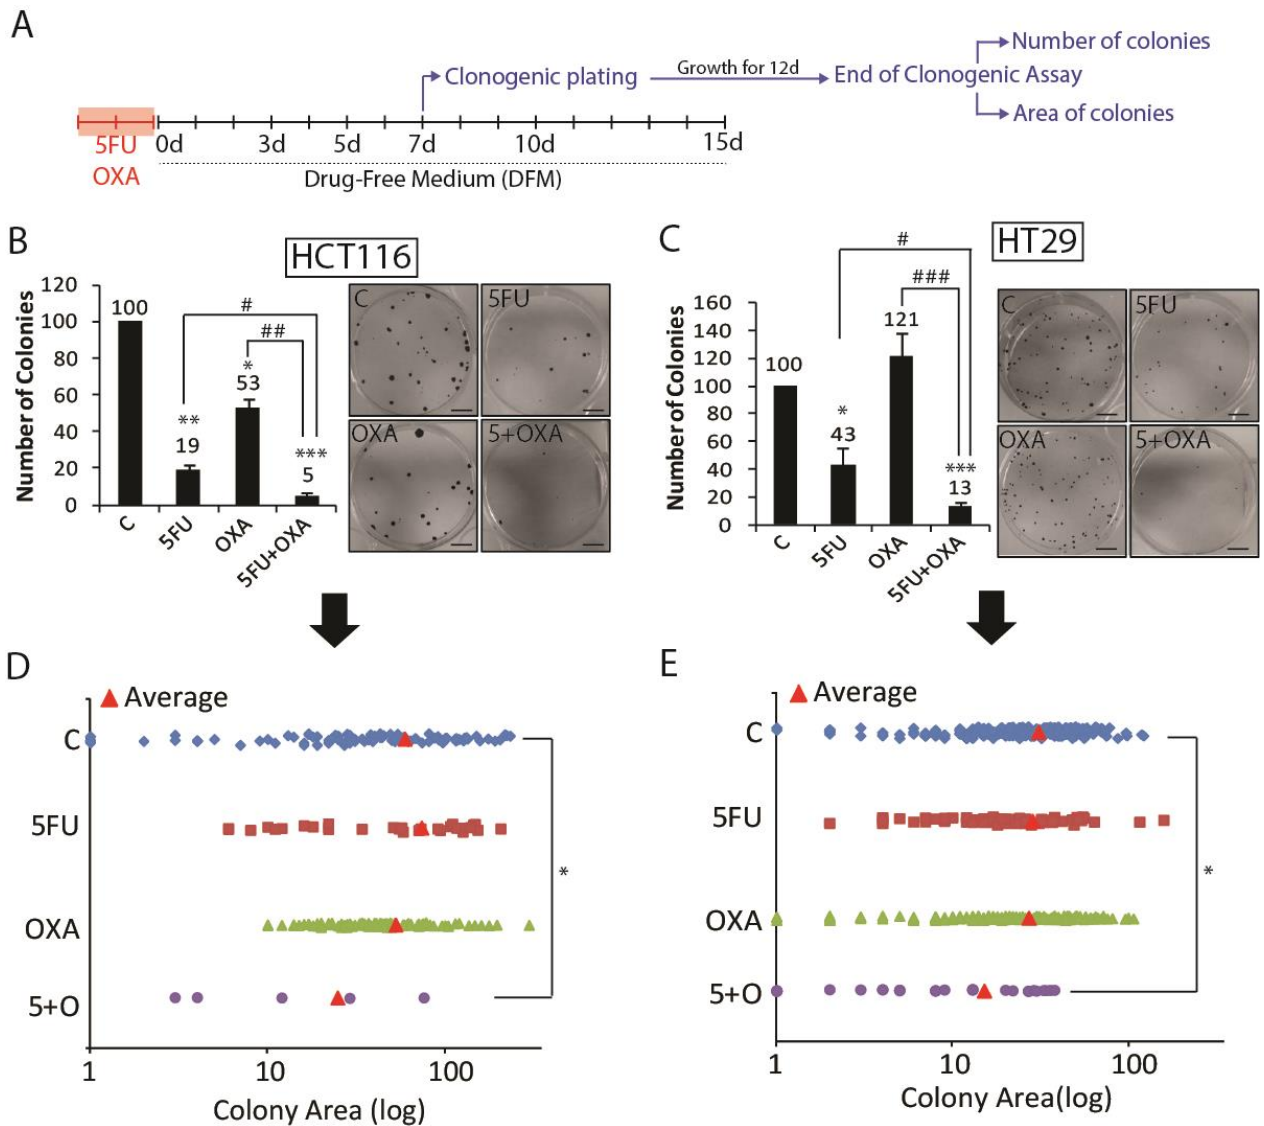 A
Number of colonies
Clonogenic plating
Growth for 12d
End of Clonogenic Assay
Area of colonies
5FU
OXA
0d 3d 5d 7d 10d 15d
Drug-Free Medium (DFM)
B
HCT116
Number of Colonies
120
100
80
60
40
20
0
100
**
19
*
53
***
5
#
##
C
5FU
OXA
5FU+OXA
C
5FU
OXA
5+OXA
C
HT29
Number of Colonies
160
140
120
100
80
60
40
20
0
100
*
43
121
***
13
#
###
C
5FU
OXA
5FU+OXA
C
5FU
OXA
5+OXA
D
Average
C
5FU
OXA
5+O
*
1 10 100
Colony Area (log)
E
Average
C
5FU
OXA
5+O
*
1 10 100
Colony Area(log)